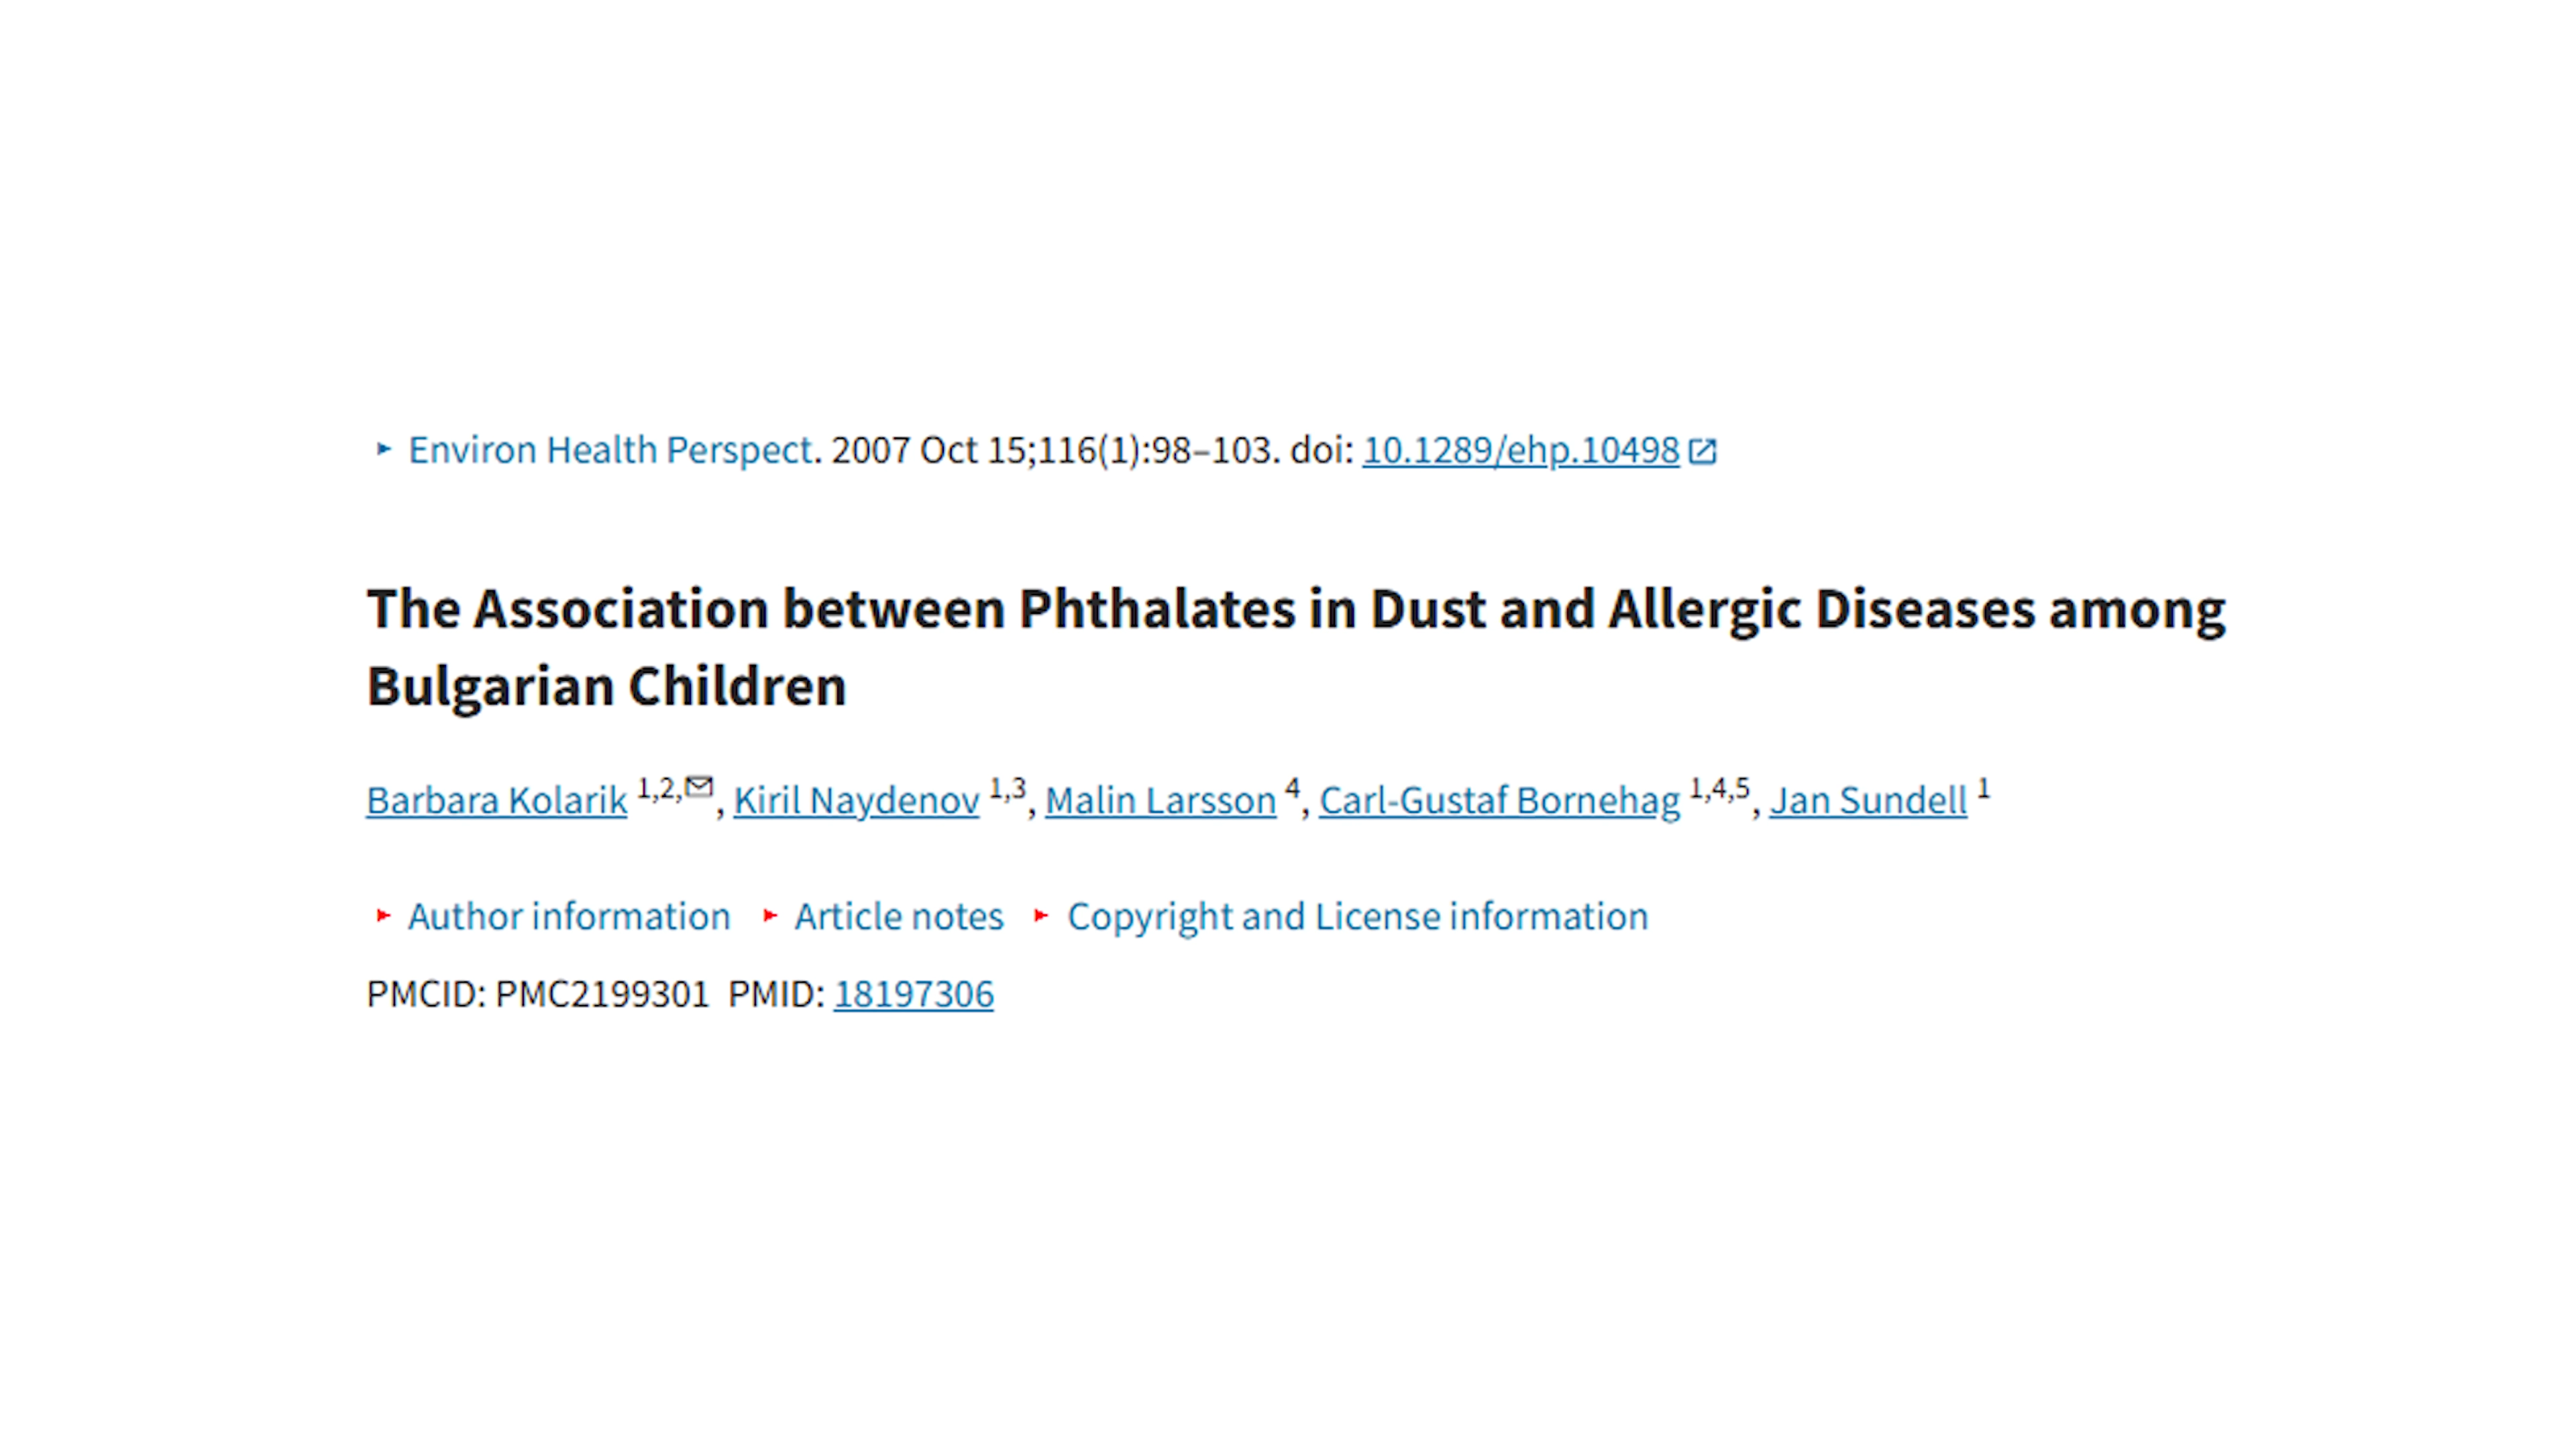 Environ Health Perspect. 2007 Oct 15;116(1):98–103. doi: 10.1289/ehp.10498
The Association between Phthalates in Dust and Allergic Diseases among
Bulgarian Children
Barbara Kolarik 1,2,, Kiril Naydenov 1,3, Malin Larsson 4, Carl-Gustaf Bornehag 1,4,5, Jan Sundell 1
Author information Article notes Copyright and License information
PMCID: PMC2199301 PMID: 18197306